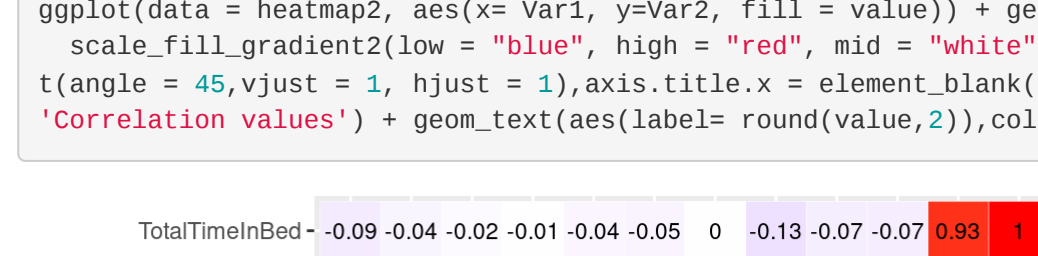 ggplot(data = heatmap2, aes(x= Var1, y=Var2, fill = value)) + ge
scale_fill_gradient2(low = "blue", high = "red", mid = "white"
t(angle = 45,vjust = 1, hjust = 1),axis.title.x = element_blank(
'Correlation values') + geom_text(aes(label= round(value,2)),col
TotalTimeInBed -0.09 -0.04 -0.02 -0.01 -0.04 -0.05 0 -0.13 -0.07 -0.07 0.93 1